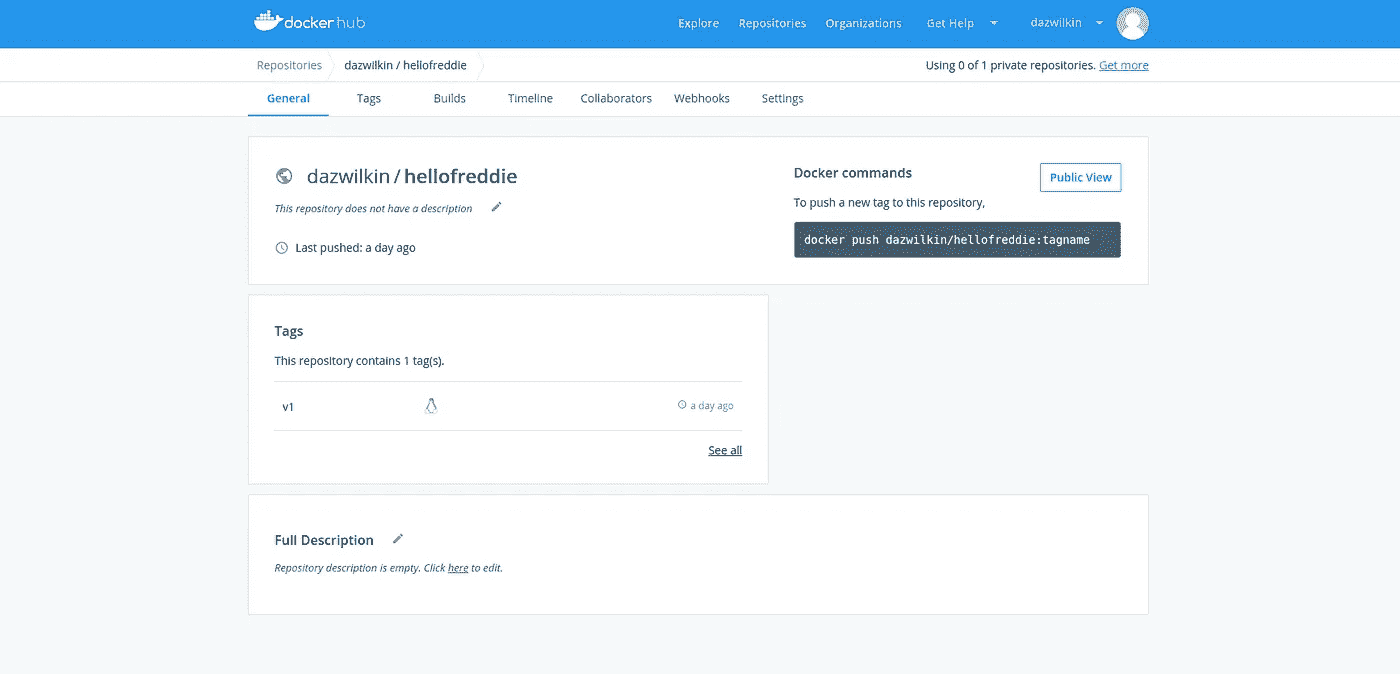 docker hub
Explore Repositories Organizations Get Help dazwilkin
Repositories dazwilkin / hellofreddie Using 0 of 1 private repositories. Get more
General Tags Builds Timeline Collaborators Webhooks Settings
dazwilkin / hellofreddie
This repository does not have a description
Last pushed: a day ago
Docker commands
Public View
To push a new tag to this repository,
docker push dazwilkin/hellofreddie:tagname
Tags
This repository contains 1 tag(s).
v1 a day ago
See all
Full Description
Repository description is empty. Click here to edit.